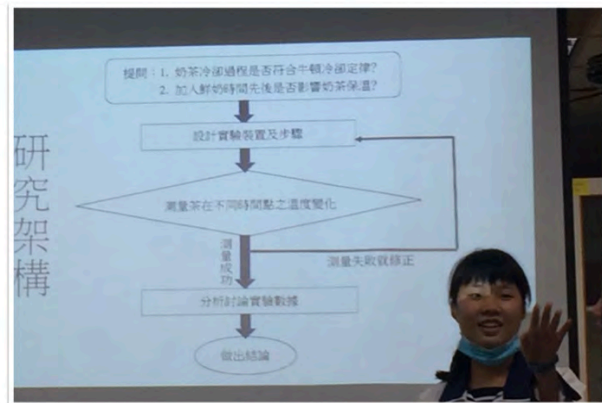 研究架構
提問：1. 奶茶冷卻過程是否符合牛頓冷卻定律?
2. 加入鮮奶時間先後是否影響奶茶保溫?
設計實驗裝置及步驟
測量茶在不同時間點之溫度變化
測量成功
測量失敗就修正
分析討論實驗數據
做出結論